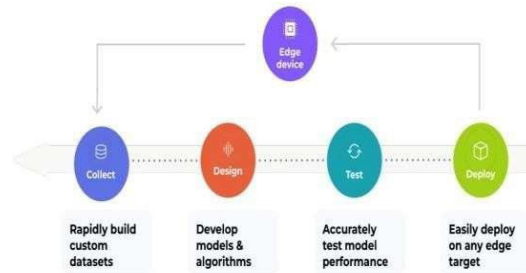 Edge
device
Collect
Design
Test
Deploy
Rapidly build
custom
datasets
Develop
models &
algorithms
Accurately
test model
performance
Easily deploy
on any edge
target